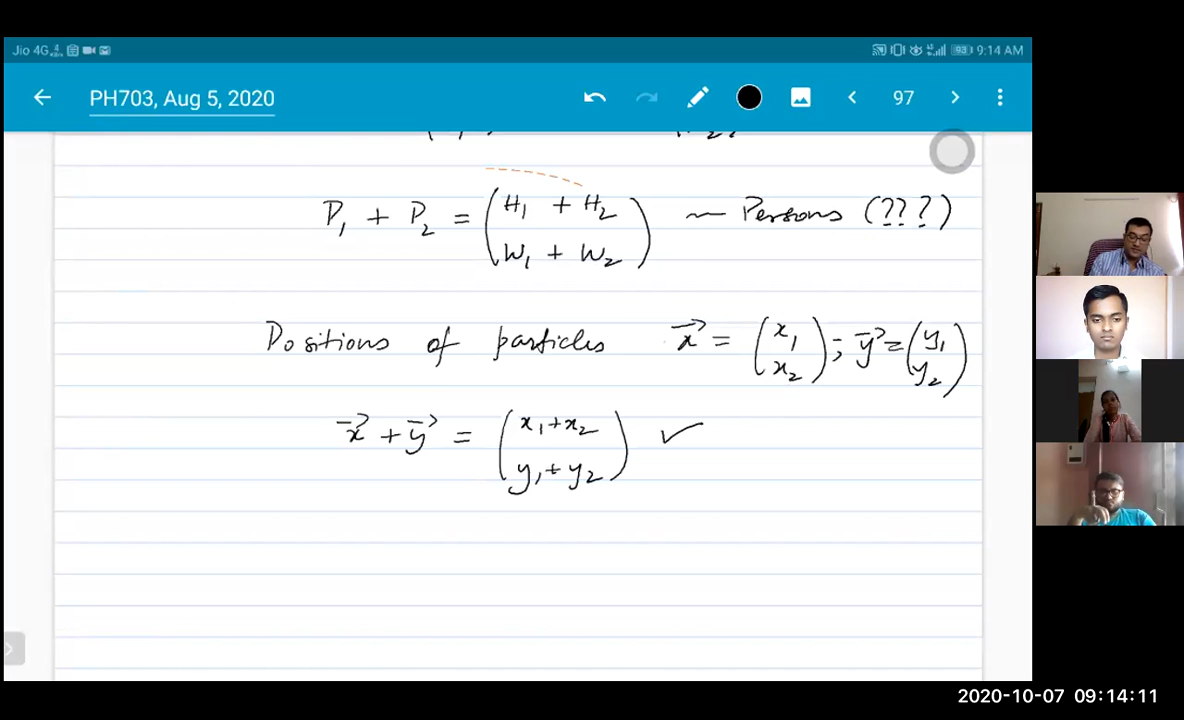 Jio 4G 93 9:14 AM
PH703, Aug 5, 2020 97
P₁ + P₂ = (H₁ + H₂ W₁ + W₂) ~ Persons (???)
Positions of particles x⃗ = (x₁ x₂) ; y⃗ = (y₁ y₂)
x⃗ + y⃗ = (x₁+x₂ y₁+y₂) ✓
2020-10-07 09:14:11